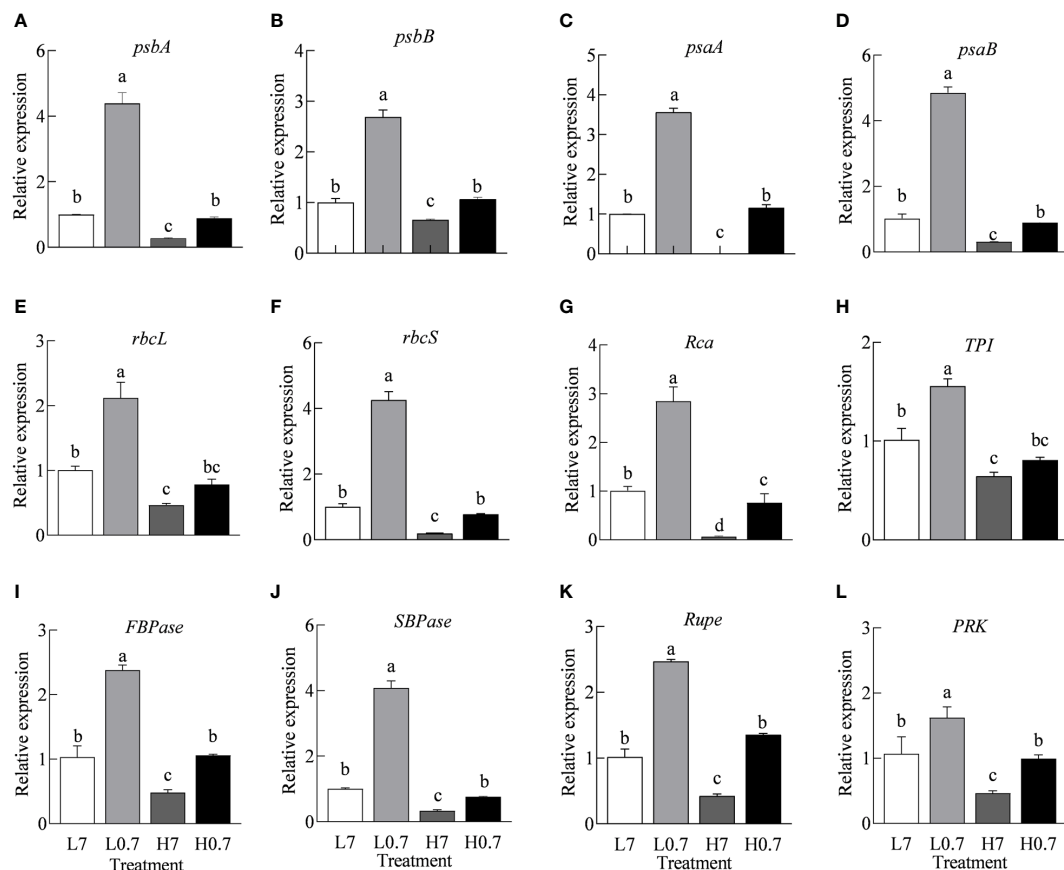 A
psbA
Relative expression
6
4
2
0
b
a
c
b
B
psbB
Relative expression
4
3
2
1
0
b
a
c
b
C
psaA
Relative expression
5
4
3
2
1
0
b
a
c
b
D
psaB
Relative expression
6
4
2
0
b
a
c
b
E
rbcL
Relative expression
3
2
1
0
b
a
c
bc
F
rbcS
Relative expression
6
4
2
0
b
a
c
b
G
Rca
Relative expression
4
3
2
1
0
b
a
d
c
H
TPI
Relative expression
2
1
0
b
a
c
bc
I
FBPase
Relative expression
3
2
1
0
b
a
c
b
L7 L0.7 H7 H0.7
Treatment
J
SBPase
Relative expression
6
4
2
0
b
a
c
b
L7 L0.7 H7 H0.7
Treatment
K
Rupe
Relative expression
3
2
1
0
b
a
c
b
L7 L0.7 H7 H0.7
Treatment
L
PRK
Relative expression
3
2
1
0
b
a
c
b
L7 L0.7 H7 H0.7
Treatment